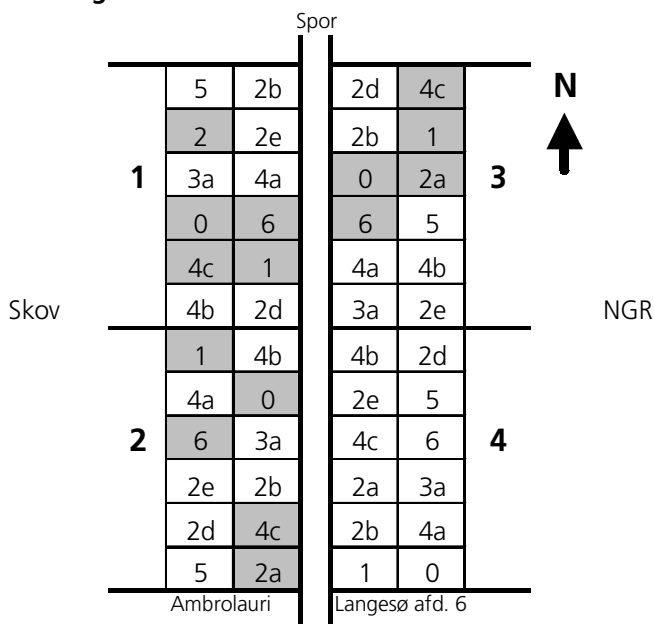 Spor
5 2b 2d 4c N
2 2e 2b 1
1 3a 4a 0 2a 3
0 6 6 5
4c 1 4a 4b
Skov 4b 2d 3a 2e NGR
1 4b 4b 2d
4a 0 2e 5
2 6 3a 4c 6 4
2e 2b 2a 3a
2d 4c 2b 4a
5 2a 1 0
Ambrolauri Langesø afd. 6